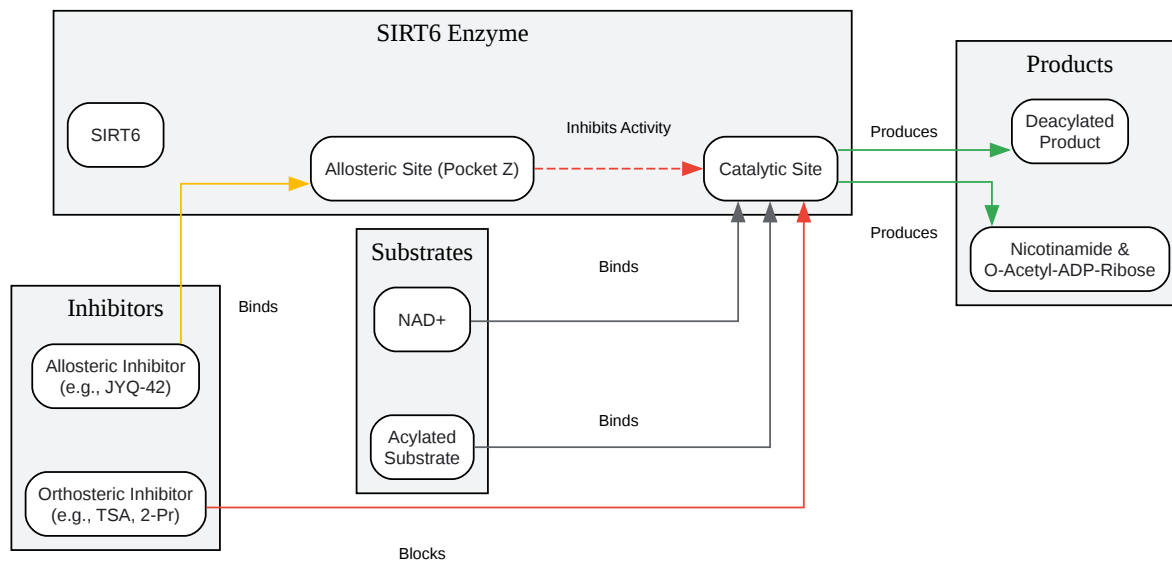 SIRT6 Enzyme
SIRT6
Allosteric Site (Pocket Z)
Inhibits Activity
Catalytic Site
Produces
Produces
Products
Deacylated
Product
Nicotinamide &
O-Acetyl-ADP-Ribose
Substrates
NAD+
Acylated
Substrate
Binds
Binds
Inhibitors
Allosteric Inhibitor
(e.g., JYQ-42)
Orthosteric Inhibitor
(e.g., TSA, 2-Pr)
Binds
Blocks